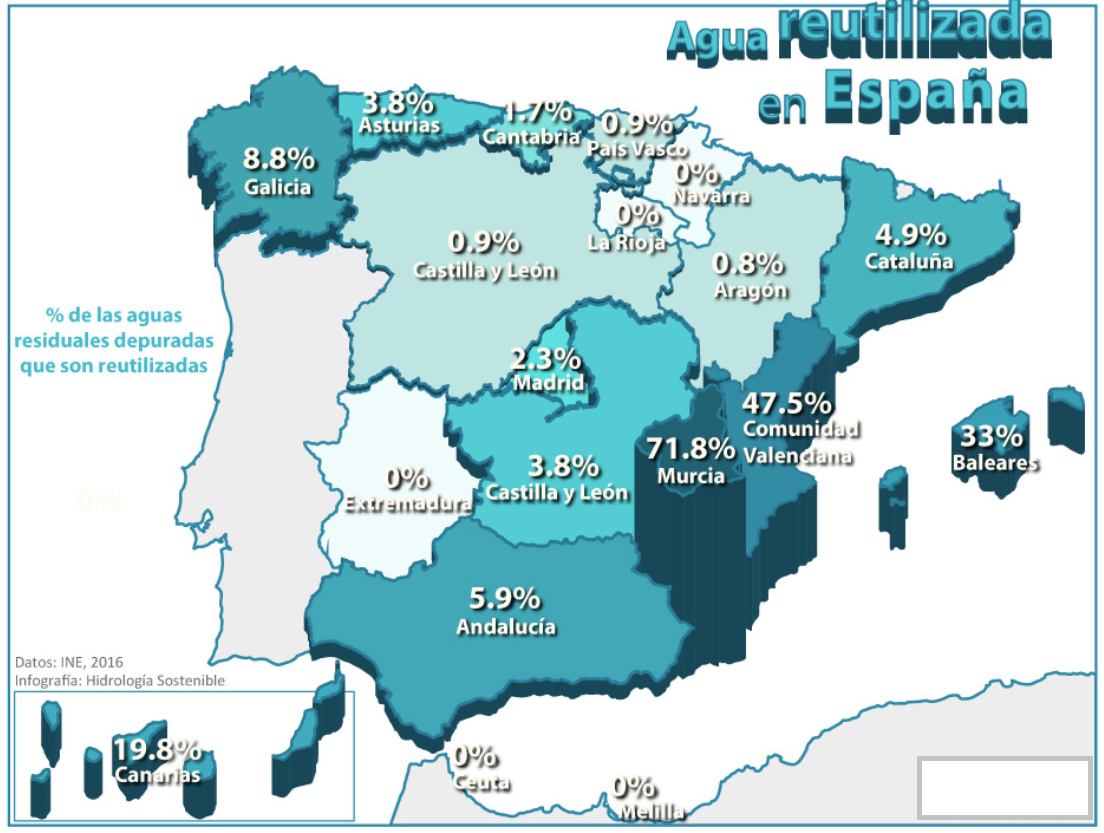 Agua reutilizada
en España
3.8%
Asturias
1.7%
Cantabria
0.9%
País Vasco
8.8%
Galicia
0%
Navarra
0%
La Rioja
0.9%
Castilla y León
0.8%
Aragón
4.9%
Cataluña
% de las aguas
residuales depuradas
que son reutilizadas
2.3%
Madrid
47.5%
Comunidad
Valenciana
71.8%
Murcia
33%
Baleares
3.8%
Castilla y León
0%
Extremadura
0%
5.9%
Andalucía
Datos: INE, 2016
Infografía: Hidrología Sostenible
19.8%
Canarias
0%
Ceuta
0%
Melilla